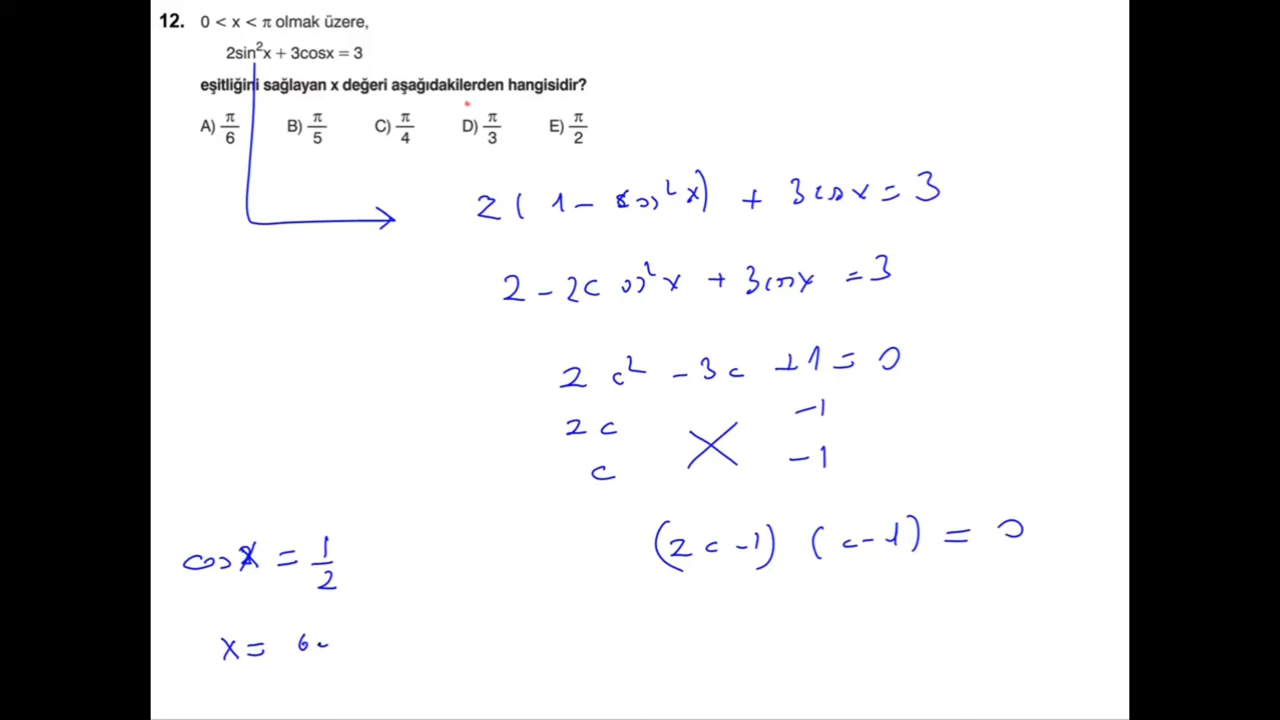 12. 0 < x < π olmak üzere,
2sin²x + 3cosx = 3
eşitliğini sağlayan x değeri aşağıdakilerden hangisidir?
A) π/6 B) π/5 C) π/4 D) π/3 E) π/2
2(1 - cos²x) + 3cosx = 3
2 - 2cos²x + 3cosx = 3
2c² - 3c + 1 = 0
2c -1
c -1
(2c-1) (c-1) = 0
cosx = 1/2
x = 60